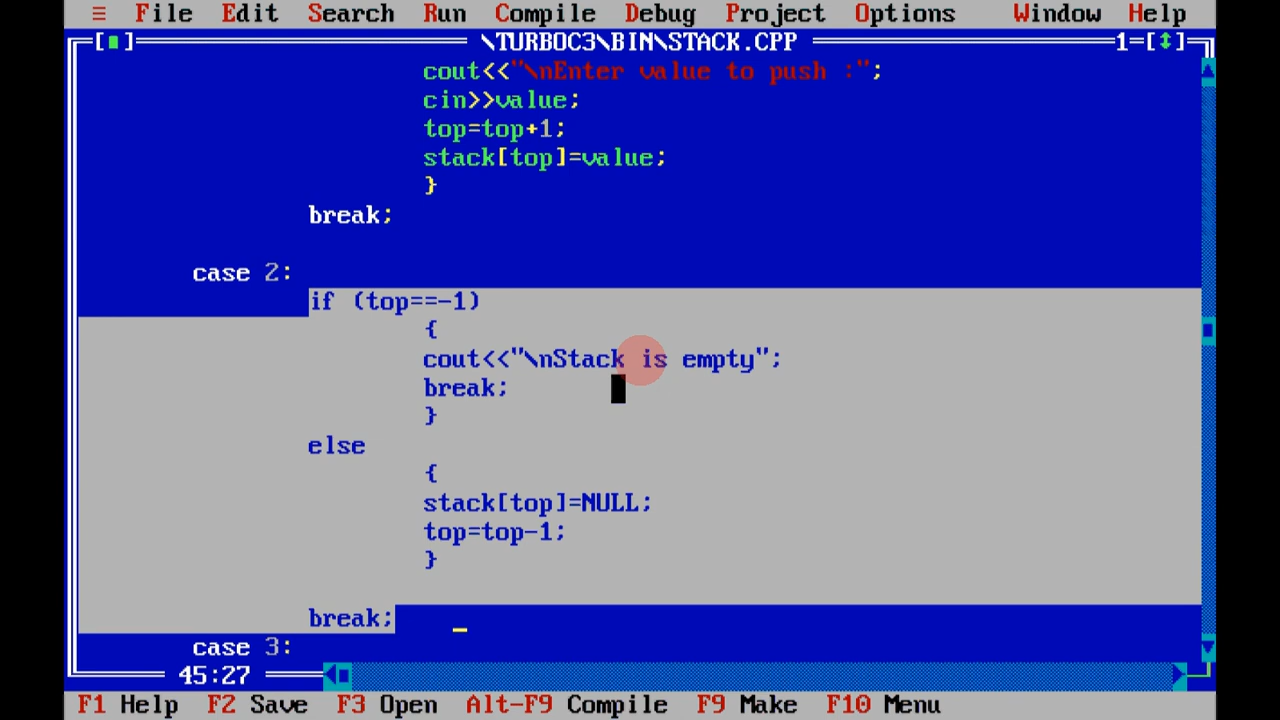 ≡ File Edit Search Run Compile Debug Project Options Window Help
[■] \TURBOC3\BIN\STACK.CPP 1=[↕]
cout<<"\nEnter value to push :";
cin>>value;
top=top+1;
stack[top]=value;
}
break;
case 2:
if (top==-1)
{
cout<<"\nStack is empty";
break;
}
else
{
stack[top]=NULL;
top=top-1;
}
break;
case 3:
45:27
F1 Help F2 Save F3 Open Alt-F9 Compile F9 Make F10 Menu